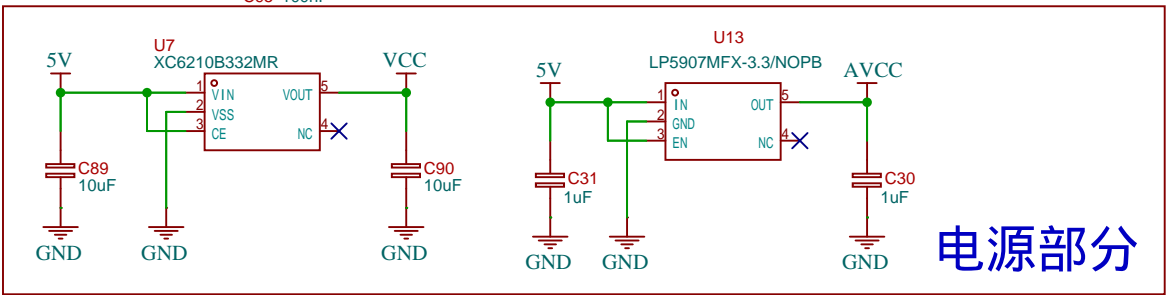 U7
XC6210B332MR
5V
VCC
1
VIN
VOUT
5
2
VSS
3
CE
NC
4
C89
10uF
C90
10uF
GND
GND
GND
U13
LP5907MFX-3.3/NOPB
5V
AVCC
1
IN
OUT
5
2
GND
3
EN
NC
4
C31
1uF
C30
1uF
GND
GND
GND
电源部分